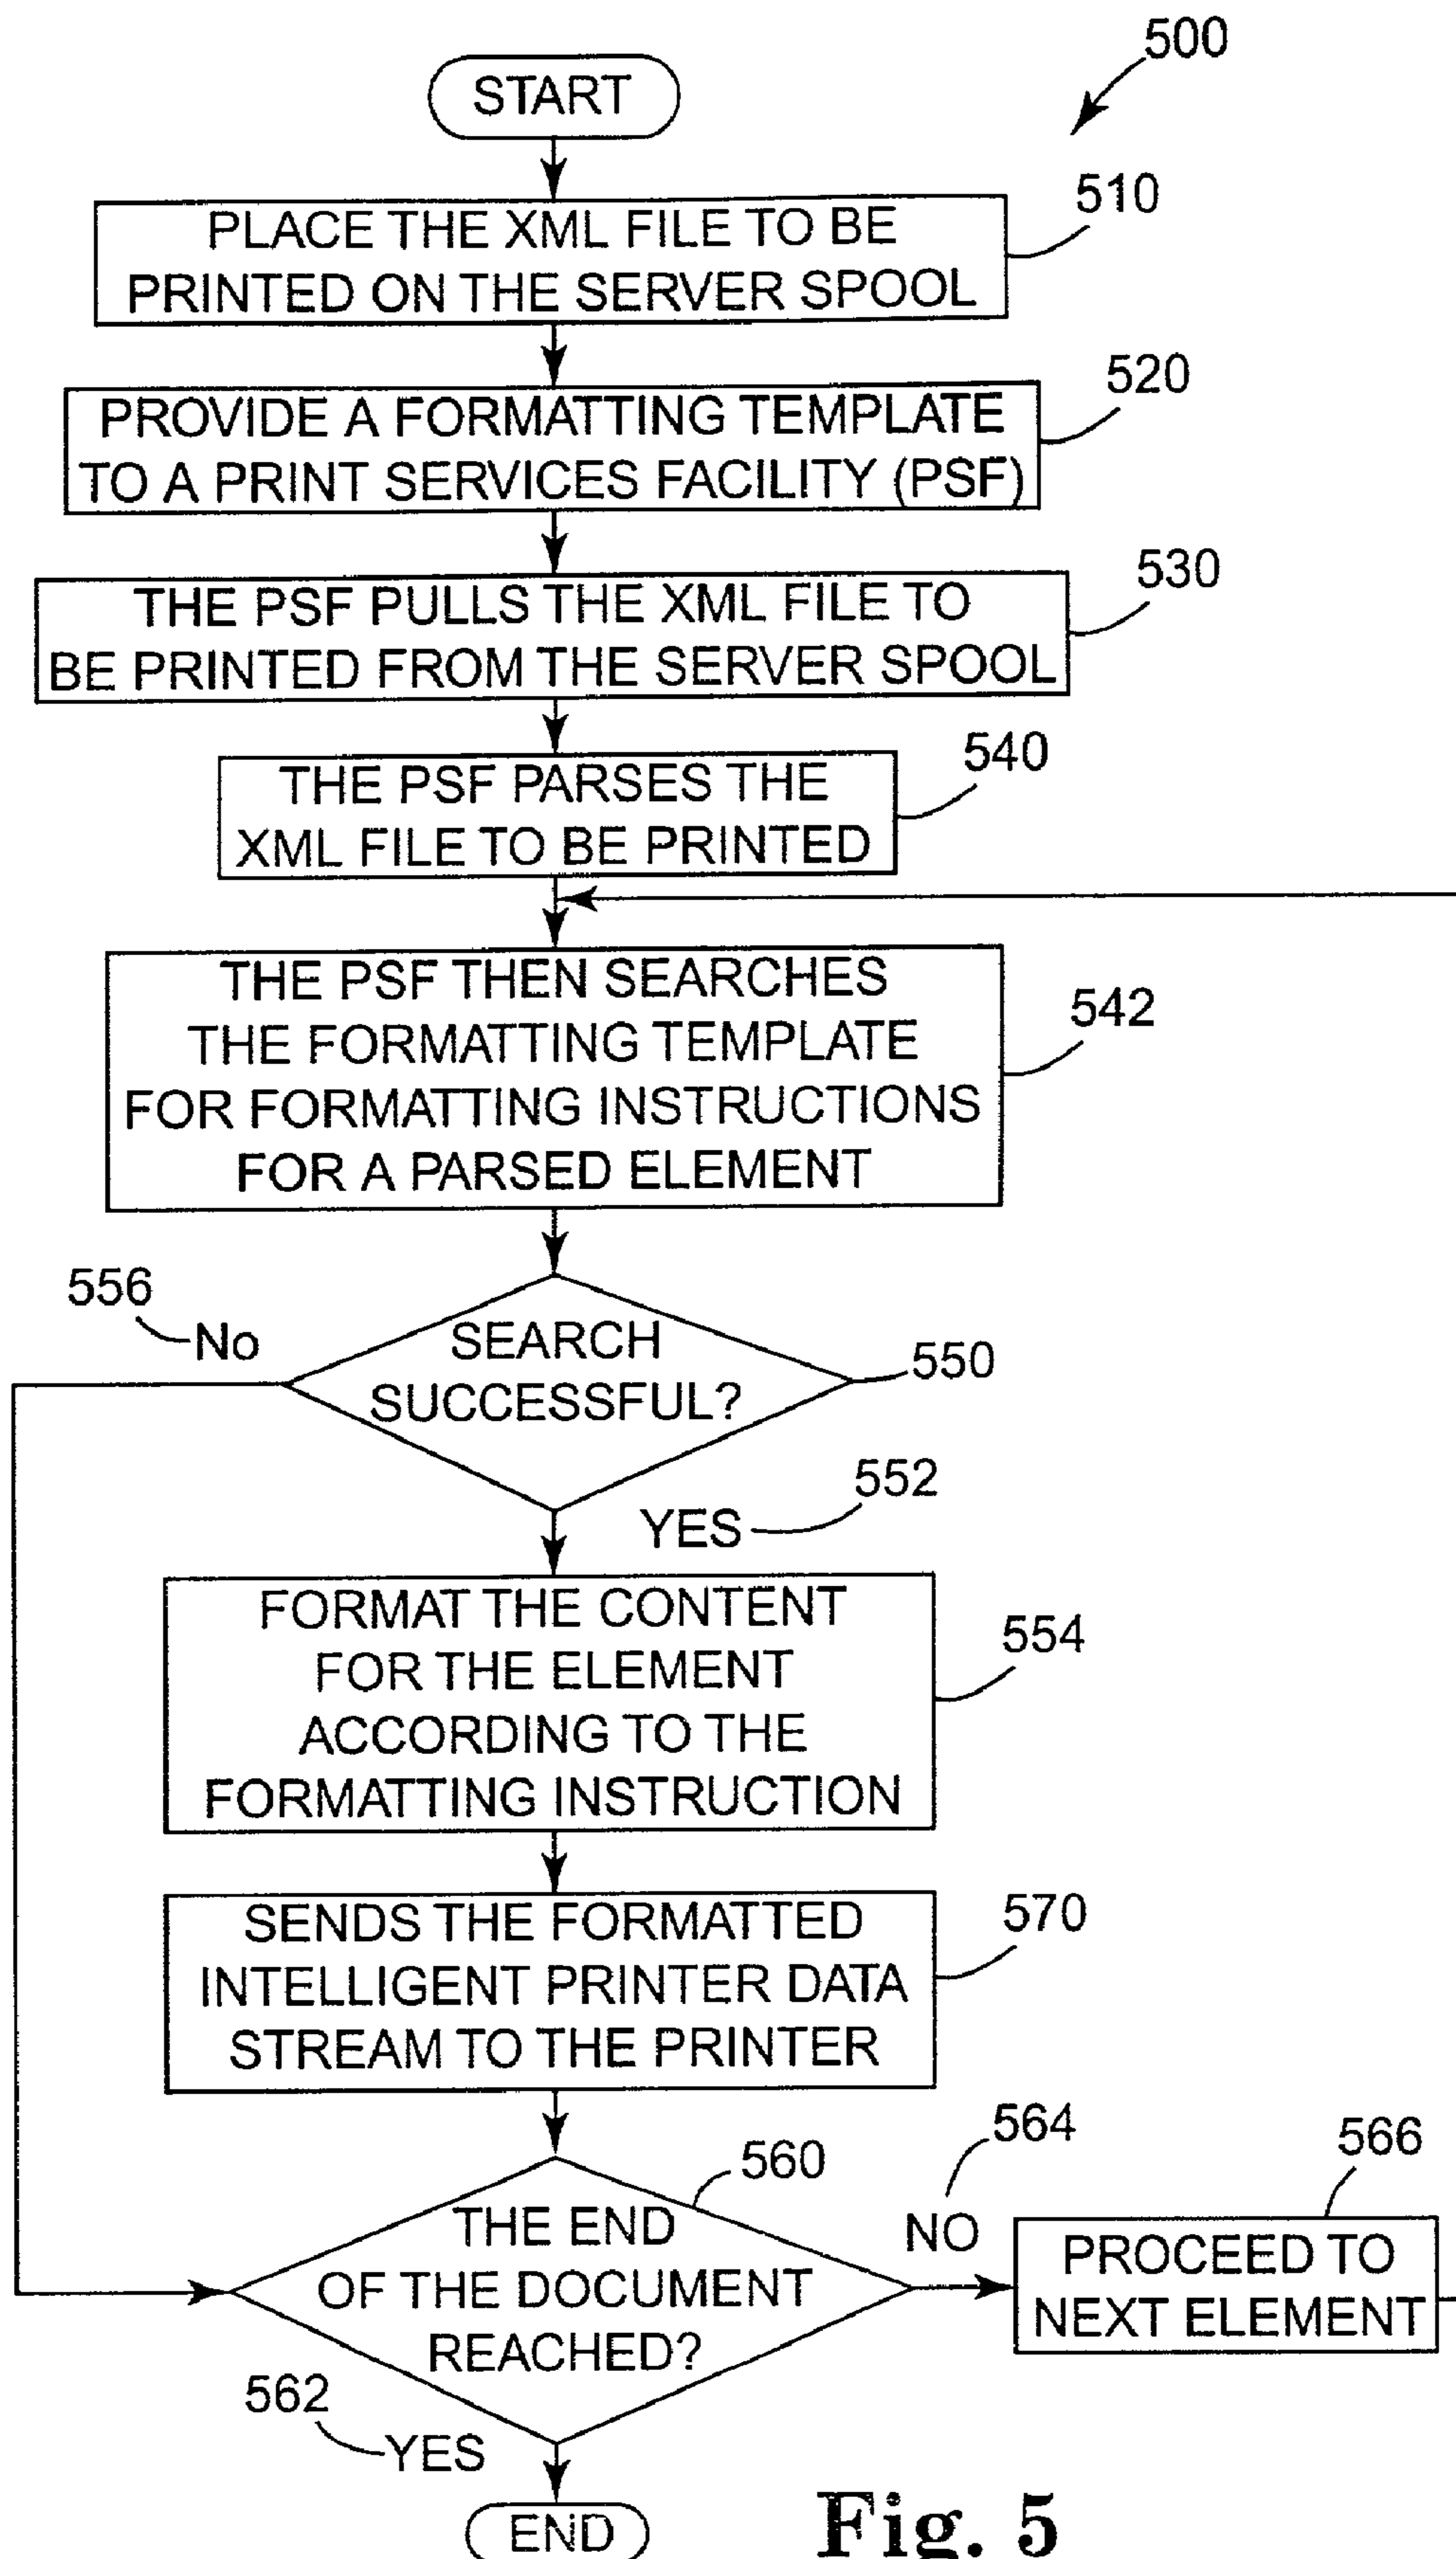 500
START
510
PLACE THE XML FILE TO BE
PRINTED ON THE SERVER SPOOL
520
PROVIDE A FORMATTING TEMPLATE
TO A PRINT SERVICES FACILITY (PSF)
530
THE PSF PULLS THE XML FILE TO
BE PRINTED FROM THE SERVER SPOOL
540
THE PSF PARSES THE
XML FILE TO BE PRINTED
542
THE PSF THEN SEARCHES
THE FORMATTING TEMPLATE
FOR FORMATTING INSTRUCTIONS
FOR A PARSED ELEMENT
556
No
SEARCH
SUCCESSFUL?
550
552
YES
FORMAT THE CONTENT
FOR THE ELEMENT
ACCORDING TO THE
FORMATTING INSTRUCTION
554
SENDS THE FORMATTED
INTELLIGENT PRINTER DATA
STREAM TO THE PRINTER
570
560
THE END
OF THE DOCUMENT
REACHED?
564
NO
566
PROCEED TO
NEXT ELEMENT
562
YES
END
Fig. 5